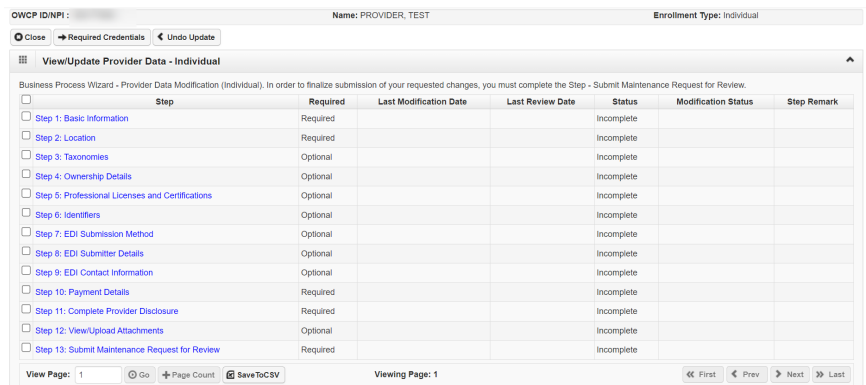 OWCP ID/NPI :
Name: PROVIDER, TEST
Enrollment Type: Individual
Close Required Credentials Undo Update
View/Update Provider Data - Individual
Business Process Wizard - Provider Data Modification (Individual). In order to finalize submission of your requested changes, you must complete the Step - Submit Maintenance Request for Review.
Step Required Last Modification Date Last Review Date Status Modification Status Step Remark
Step 1: Basic Information Required Incomplete
Step 2: Location Required Incomplete
Step 3: Taxonomies Optional Incomplete
Step 4: Ownership Details Optional Incomplete
Step 5: Professional Licenses and Certifications Optional Incomplete
Step 6: Identifiers Optional Incomplete
Step 7: EDI Submission Method Optional Incomplete
Step 8: EDI Submitter Details Optional Incomplete
Step 9: EDI Contact Information Optional Incomplete
Step 10: Payment Details Required Incomplete
Step 11: Complete Provider Disclosure Required Incomplete
Step 12: View/Upload Attachments Optional Incomplete
Step 13: Submit Maintenance Request for Review Required Incomplete
View Page: 1 Go Page Count SaveToCSV Viewing Page: 1 First Prev Next Last